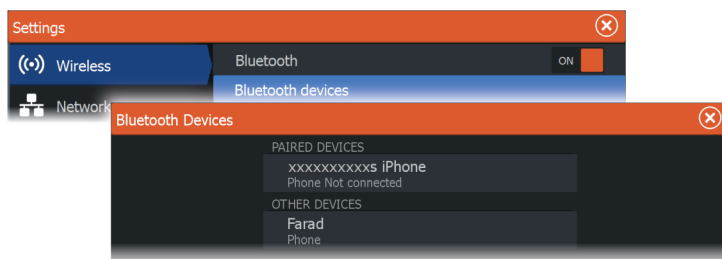 Settings
Wireless
Bluetooth
ON
Bluetooth devices
Network
Bluetooth Devices
PAIRED DEVICES
xxxxxxxxxxs iPhone
Phone Not connected
OTHER DEVICES
Farad
Phone